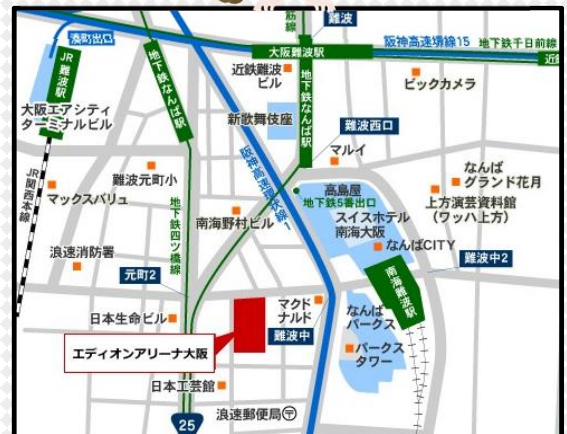 筋線
難波
湊町出口
阪神高速堺線15
地下鉄千日前線
大阪難波駅
近鉄
JR難波駅
地下鉄なんば駅
近鉄難波
ビル
地下鉄なんば駅
ビックカメラ
大阪エアシティ
ターミナルビル
新歌舞伎座
難波西口
マルイ
JR関西本線
難波元町小
マックスバリュ
阪神高速環状線1
高島屋
地下鉄5番出口
なんば
グランド花月
上方演芸資料館
(ワッハ上方)
地下鉄四ツ橋線
南海野村ビル
スイスホテル
南海大阪
なんばCITY
浪速消防署
難波中2
元町2
南海難波駅
日本生命ビル
マクド
ナルド
なんば
パークス
難波中
エディオンアリーナ大阪
パークス
タワー
日本工芸館
浪速郵便局〒
25